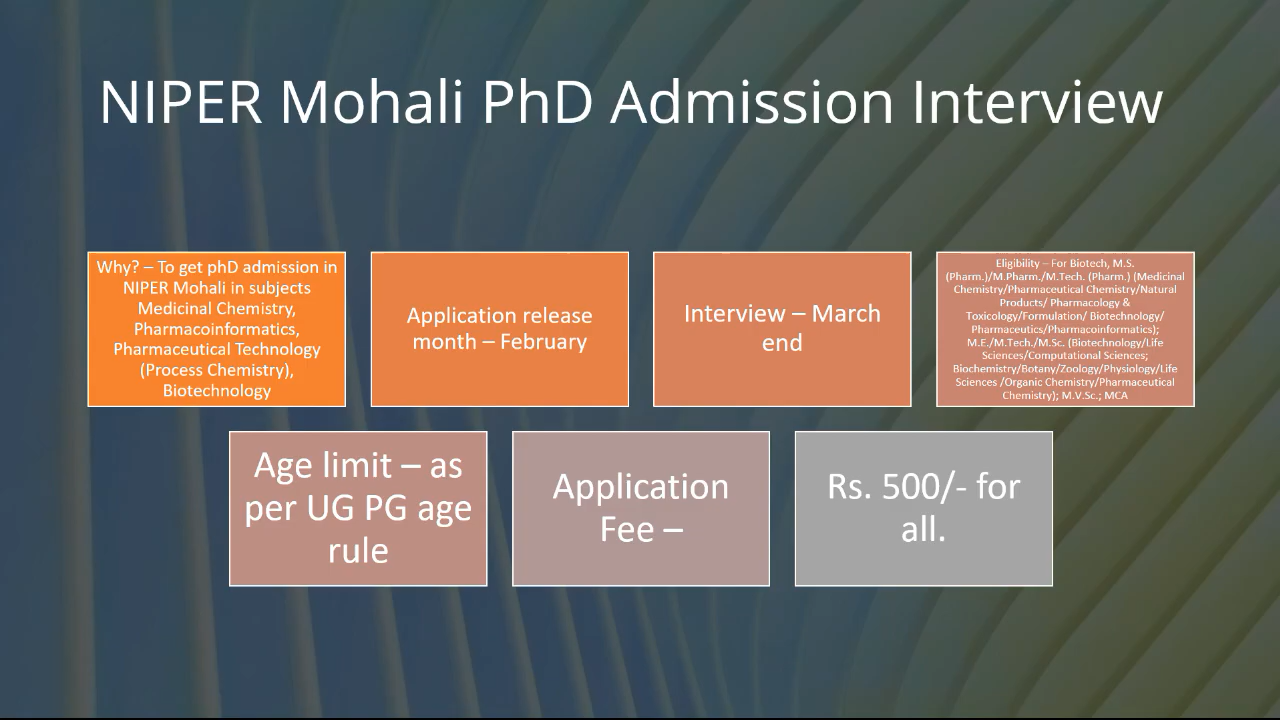 NIPER Mohali PhD Admission Interview
Why? – To get phD admission in
NIPER Mohali in subjects
Medicinal Chemistry,
Pharmacoinformatics,
Pharmaceutical Technology
(Process Chemistry),
Biotechnology
Application release
month – February
Interview – March
end
Eligibility – For Biotech, M.S.
(Pharm.)/M.Pharm./M.Tech. (Pharm.) (Medicinal
Chemistry/Pharmaceutical Chemistry/Natural
Products/ Pharmacology &
Toxicology/Formulation/ Biotechnology/
Pharmaceutics/Pharmacoinformatics);
M.E./M.Tech./M.Sc. (Biotechnology/Life
Sciences/Computational Sciences;
Biochemistry/Botany/Zoology/Physiology/Life
Sciences /Organic Chemistry/Pharmaceutical
Chemistry); M.V.Sc.; MCA
Age limit – as
per UG PG age
rule
Application
Fee –
Rs. 500/- for
all.